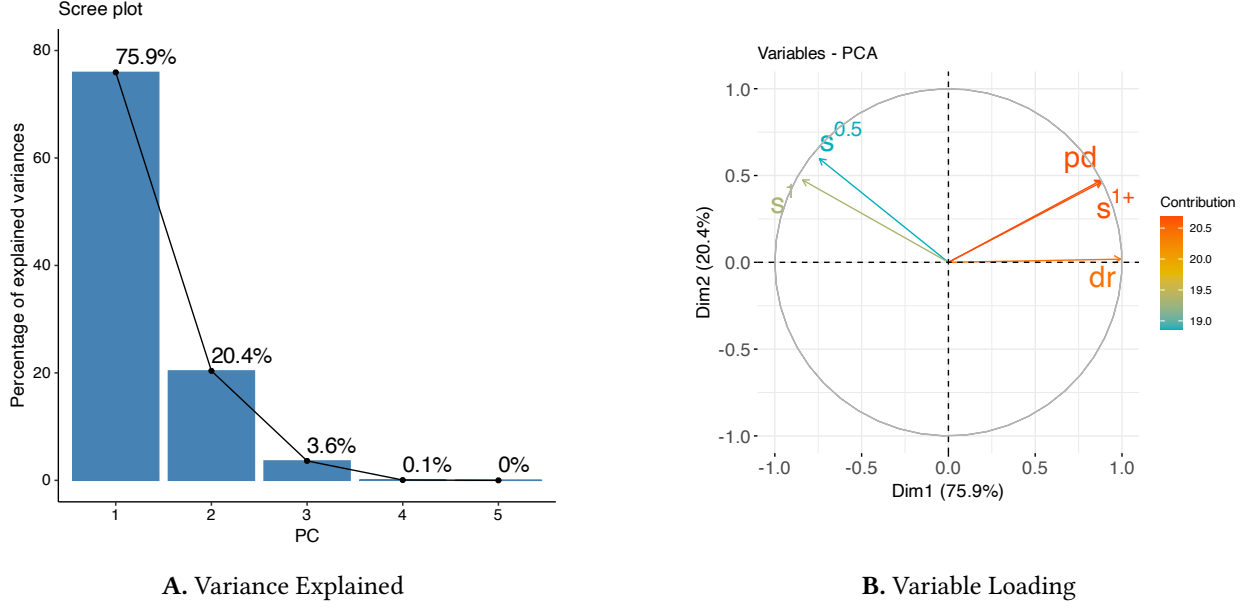 Scree plot
Percentage of explained variances
80
60
40
20
0
75.9%
20.4%
3.6%
0.1%
0%
1 2 3 4 5
PC
A. Variance Explained
Variables - PCA
Dim2 (20.4%)
1.0
0.5
0.0
-0.5
-1.0
s^0.5
s^1
pd
s^1+
dr
-1.0 -0.5 0.0 0.5 1.0
Dim1 (75.9%)
Contribution
20.5
20.0
19.5
19.0
B. Variable Loading